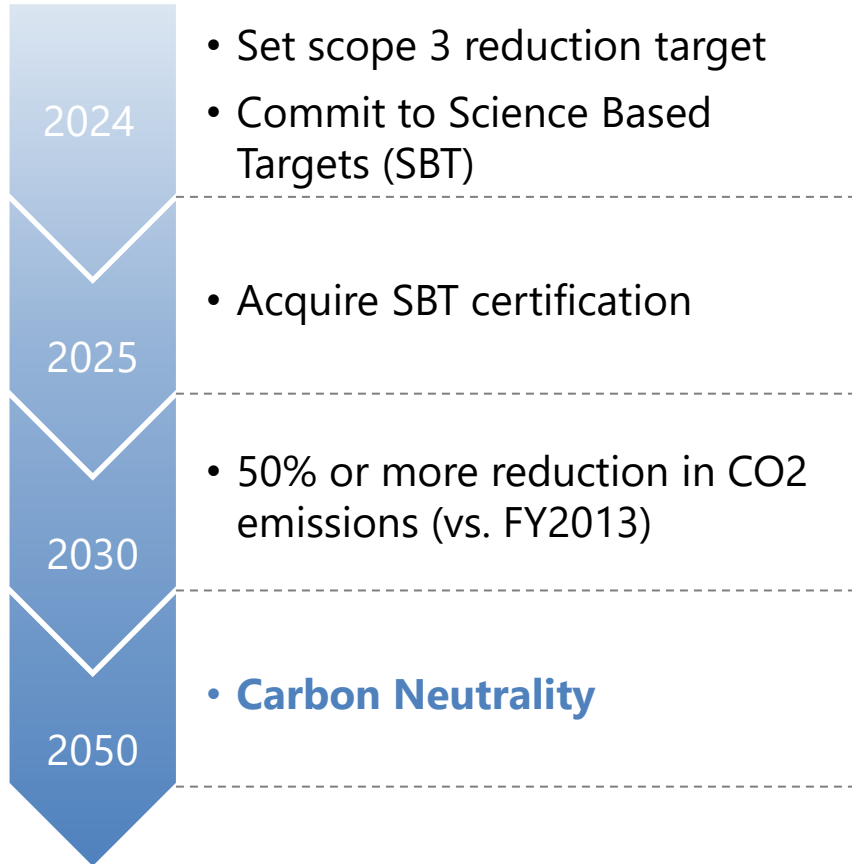 2024
• Set scope 3 reduction target
• Commit to Science Based
Targets (SBT)
2025
• Acquire SBT certification
2030
• 50% or more reduction in CO2
emissions (vs. FY2013)
2050
• Carbon Neutrality